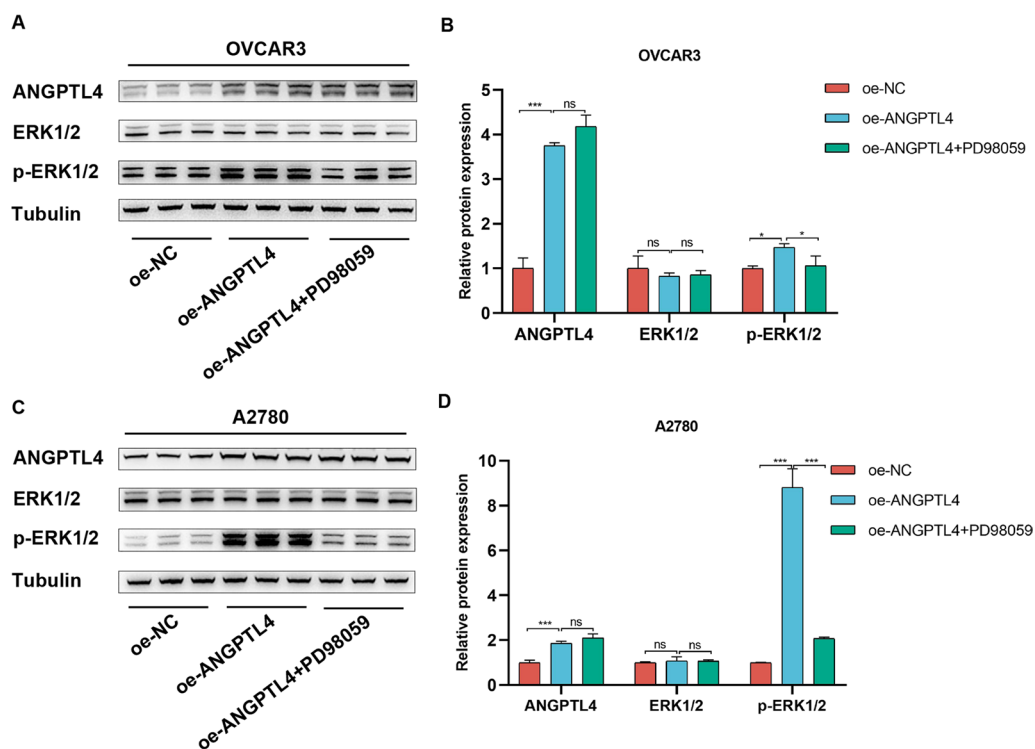 A
OVCAR3
ANGPTL4
ERK1/2
p-ERK1/2
Tubulin
oe-NC
oe-ANGPTL4
oe-ANGPTL4+PD98059
B
OVCAR3
Relative protein expression
5
4
3
2
1
0
***
ns
ns
ns
*
*
ANGPTL4
ERK1/2
p-ERK1/2
oe-NC
oe-ANGPTL4
oe-ANGPTL4+PD98059
C
A2780
ANGPTL4
ERK1/2
p-ERK1/2
Tubulin
oe-NC
oe-ANGPTL4
oe-ANGPTL4+PD98059
D
A2780
Relative protein expression
10
8
6
4
2
0
***
ns
ns
ns
***
***
ANGPTL4
ERK1/2
p-ERK1/2
oe-NC
oe-ANGPTL4
oe-ANGPTL4+PD98059